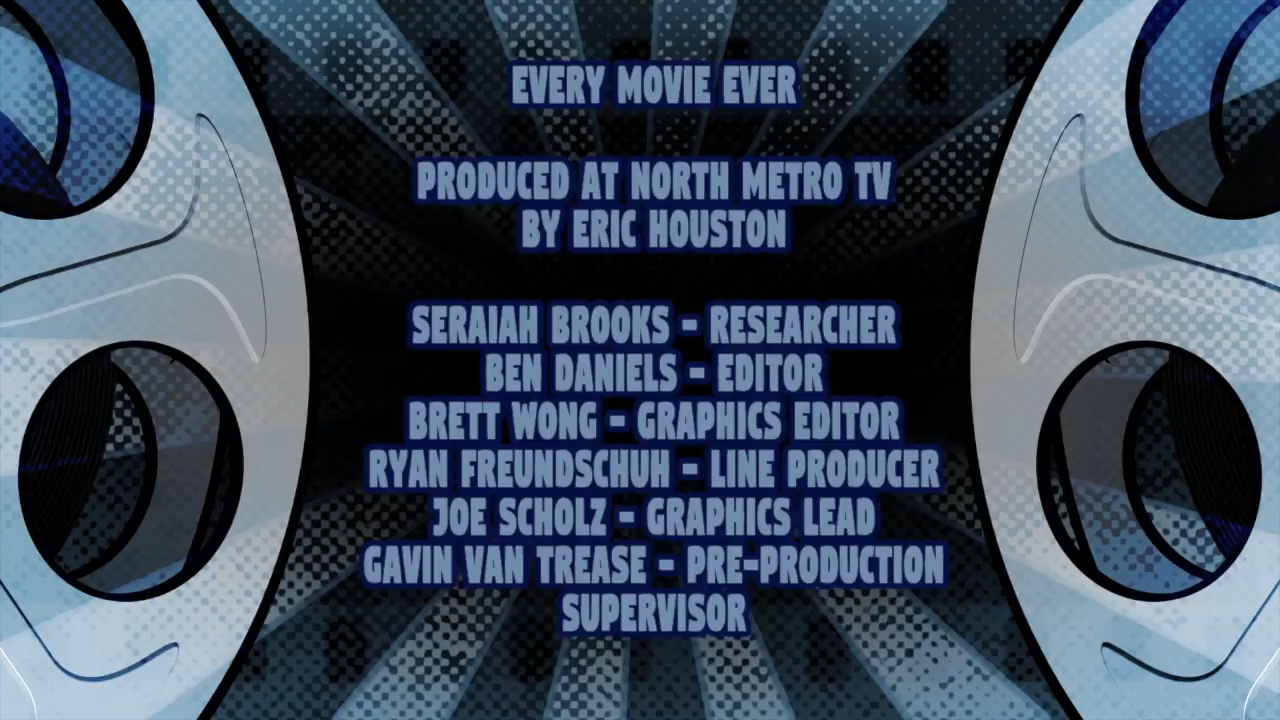 EVERY MOVIE EVER
PRODUCED AT NORTH METRO TV
BY ERIC HOUSTON
SERAIAH BROOKS - RESEARCHER
BEN DANIELS - EDITOR
BRETT WONG - GRAPHICS EDITOR
RYAN FREUNDSCHUH - LINE PRODUCER
JOE SCHOLZ - GRAPHICS LEAD
GAVIN VAN TREASE - PRE-PRODUCTION
SUPERVISOR